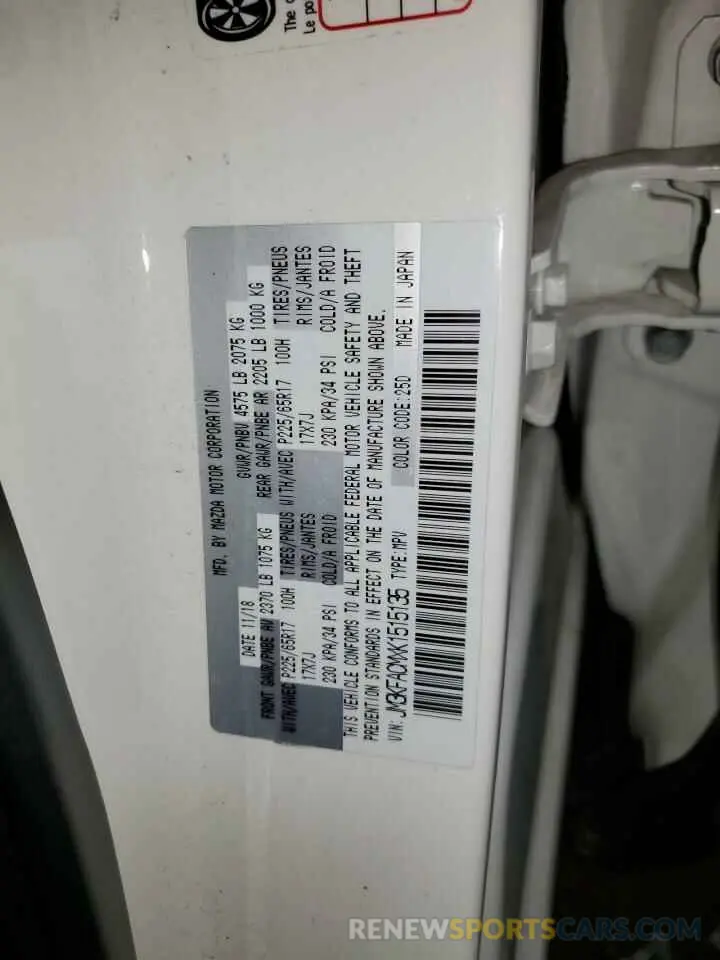 The
Le po
MFD. BY MAZDA MOTOR CORPORATION
DATE 11/18 GVWR/PNBV 4575 LB 2075 KG
FRONT GAWR/PNBE AV 2370 LB 1075 KG REAR GAWR/PNBE AR 2205 LB 1000 KG
WITH/AVEC P225/65R17 100H TIRES/PNEUS WITH/AVEC P225/65R17 100H TIRES/PNEUS
17X7J RIMS/JANTES 17X7J RIMS/JANTES
230 KPA/34 PSI COLD/A FROID 230 KPA/34 PSI COLD/A FROID
THIS VEHICLE CONFORMS TO ALL APPLICABLE FEDERAL MOTOR VEHICLE SAFETY AND THEFT
PREVENTION STANDARDS IN EFFECT ON THE DATE OF MANUFACTURE SHOWN ABOVE.
VIN: JM3KFACMXK1515135 TYPE:MPV COLOR CODE:25D MADE IN JAPAN
RENEWSPORTSCARS.COM